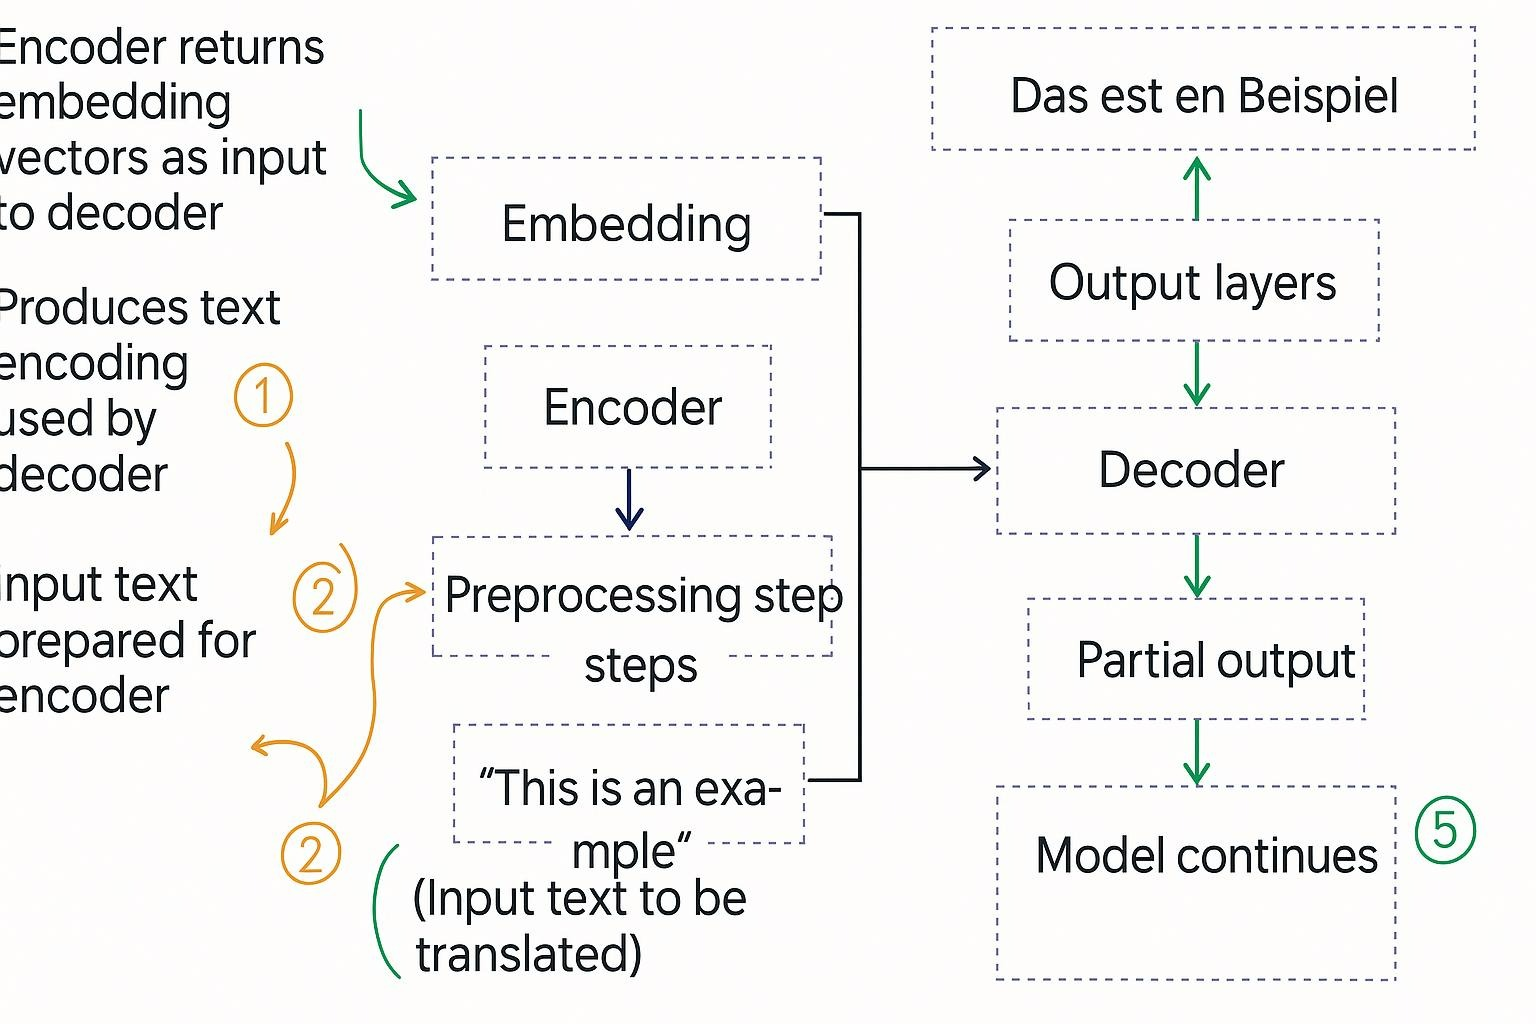 Encoder returns
embedding
vectors as input
to decoder
Produces text
encoding
used by
decoder
1
input text
prepared for
encoder
2
2
Embedding
Encoder
Preprocessing step
steps
“This is an exa-
mple“
(Input text to be
translated)
Das est en Beispiel
Output layers
Decoder
Partial output
Model continues
5